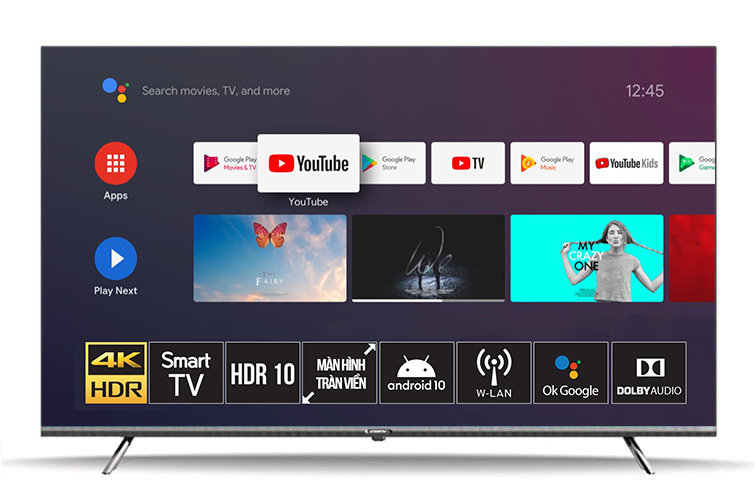 Search movies, TV, and more
12:45
Google Play
Movies & TV
YouTube
Google Play
Store
TV
Google Play
Music
YouTube Kids
Goog
Game
YouTube
Apps
Play Next
THE
FAIRY
We
MY
CRAZY
ONE
4K
HDR
Smart
TV
HDR 10
MÀN HÌNH
TRÀN VIỀN
android 10
W-LAN
Ok Google
DOLBY AUDIO